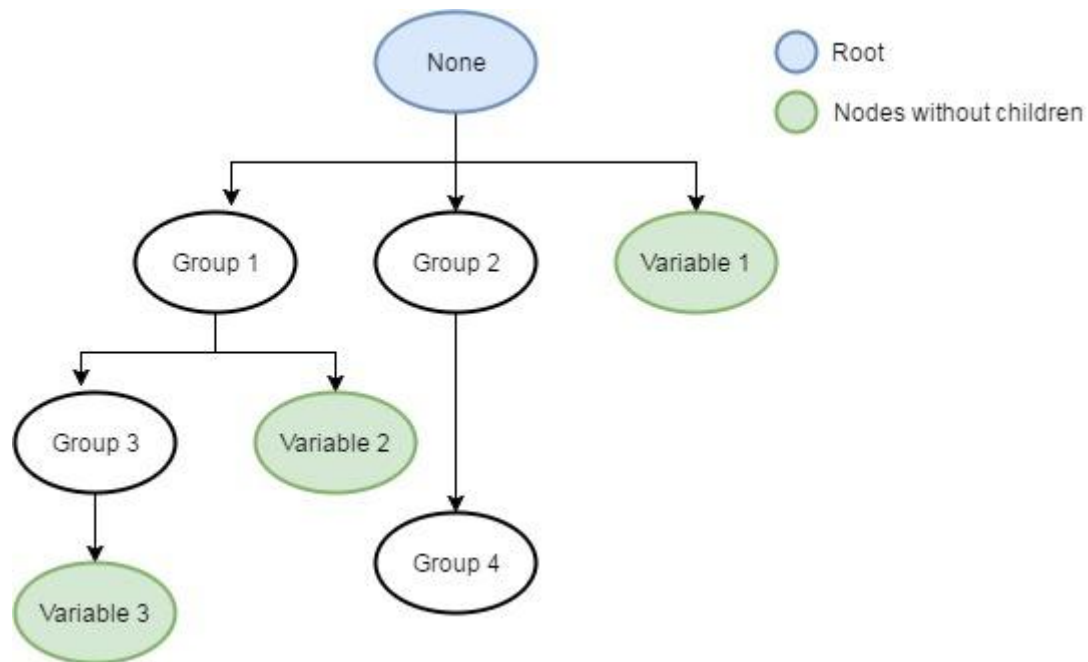 None
Root
Nodes without children
Group 1
Group 2
Variable 1
Group 3
Variable 2
Group 4
Variable 3